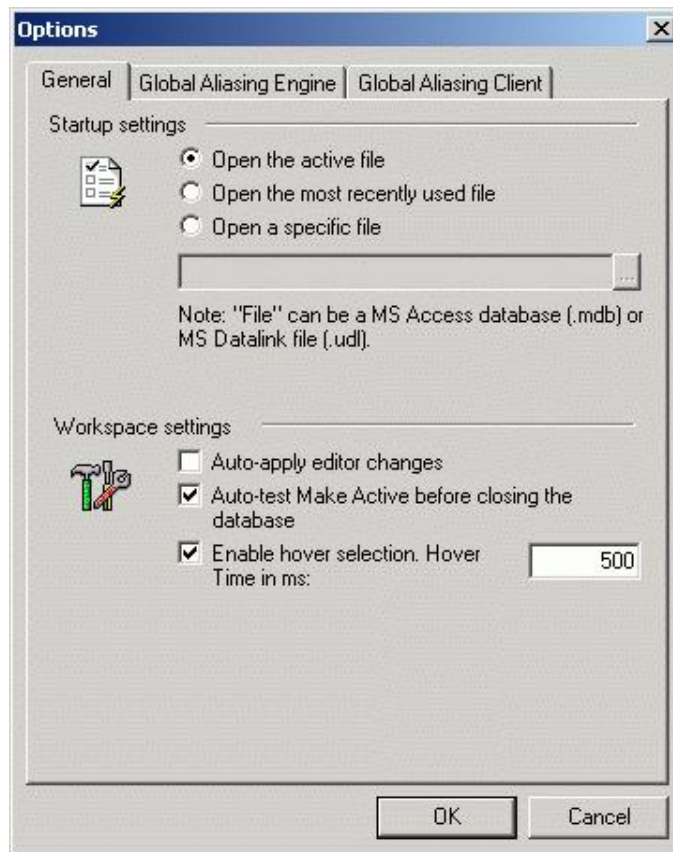 Options
General
Global Aliasing Engine
Global Aliasing Client
Startup settings
Open the active file
Open the most recently used file
Open a specific file
...
Note: "File" can be a MS Access database (.mdb) or
MS Datalink file (.udl).
Workspace settings
Auto-apply editor changes
Auto-test Make Active before closing the
database
Enable hover selection. Hover
Time in ms:
500
OK
Cancel